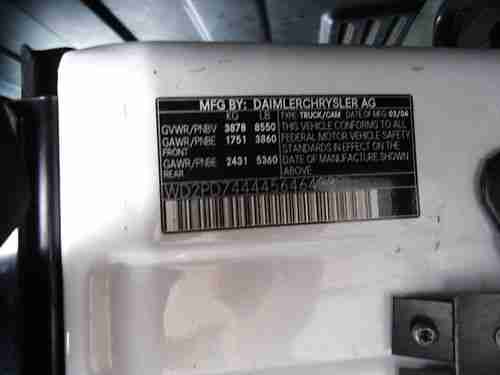 MFG BY: DAIMLERCHRYSLER AG
KG LB
GVWR/PNBV 3878 8550
GAWR/PNBE 1751 3860
FRONT
GAWR/PNBE 2431 5360
REAR
TYPE TRUCK/CAM DATE OF MFG 03/04
THIS VEHICLE CONFORMS TO ALL
FEDERAL MOTOR VEHICLE SAFETY
STANDARDS IN EFFECT ON DATE
OF MANUFACTURE SHOWN
ABOVE